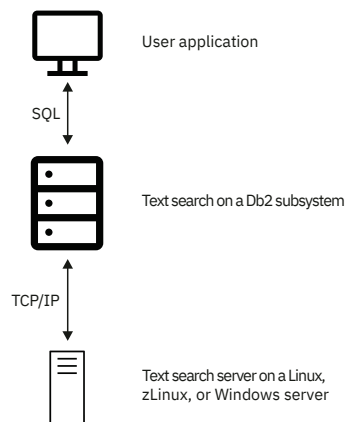 User application
SQL
Text search on a Db2 subsystem
TCP/IP
Text search server on a Linux,
zLinux, or Windows server